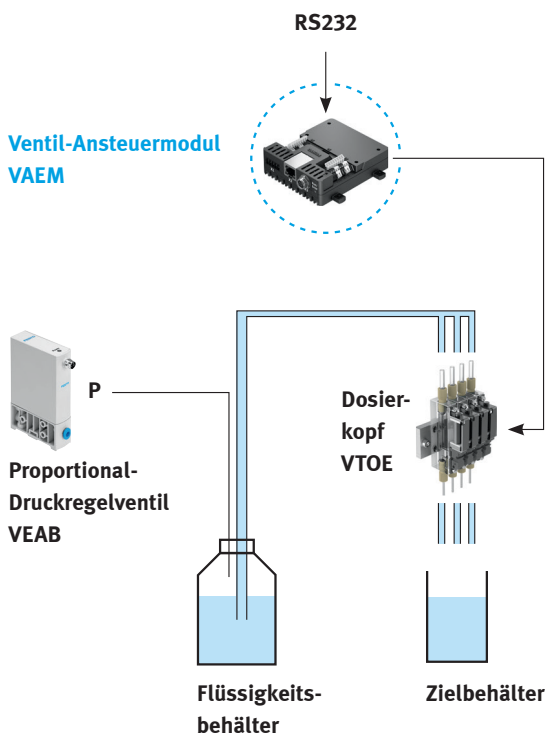 RS232
Ventil-Ansteuermodul
VAEM
P
Proportional-
Druckregelventil
VEAB
Dosier-
kopf
VTOE
Flüssigkeits-
behälter
Zielbehälter